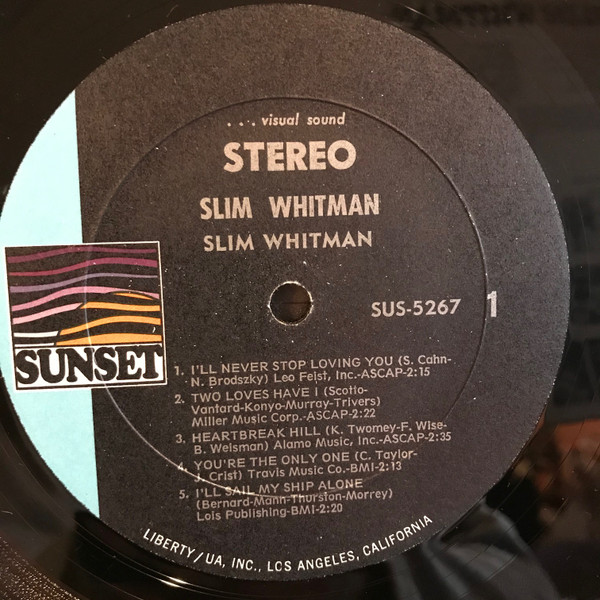 . . . visual sound
STEREO
SLIM WHITMAN
SLIM WHITMAN
SUNSET
SUS-5267 1
1. I'LL NEVER STOP LOVING YOU (S. Cahn-
N. Brodszky) Leo Feist, Inc.-ASCAP-2:15
2. TWO LOVES HAVE I (Scotto-
Vantard-Konyo-Murray-Trivers)
Miller Music Corp.-ASCAP-2:22
3. HEARTBREAK HILL (K. Twomey-F. Wise-
B. Weisman) Alamo Music, Inc.-ASCAP-2:35
4. YOU'RE THE ONLY ONE (C. Taylor-
J. Crist) Travis Music Co.-BMI-2:13
5. I'LL SAIL MY SHIP ALONE
(Bernard-Mann-Thurston-Morrey)
Lois Publishing-BMI-2:20
LIBERTY/UA, INC., LOS ANGELES, CALIFORNIA